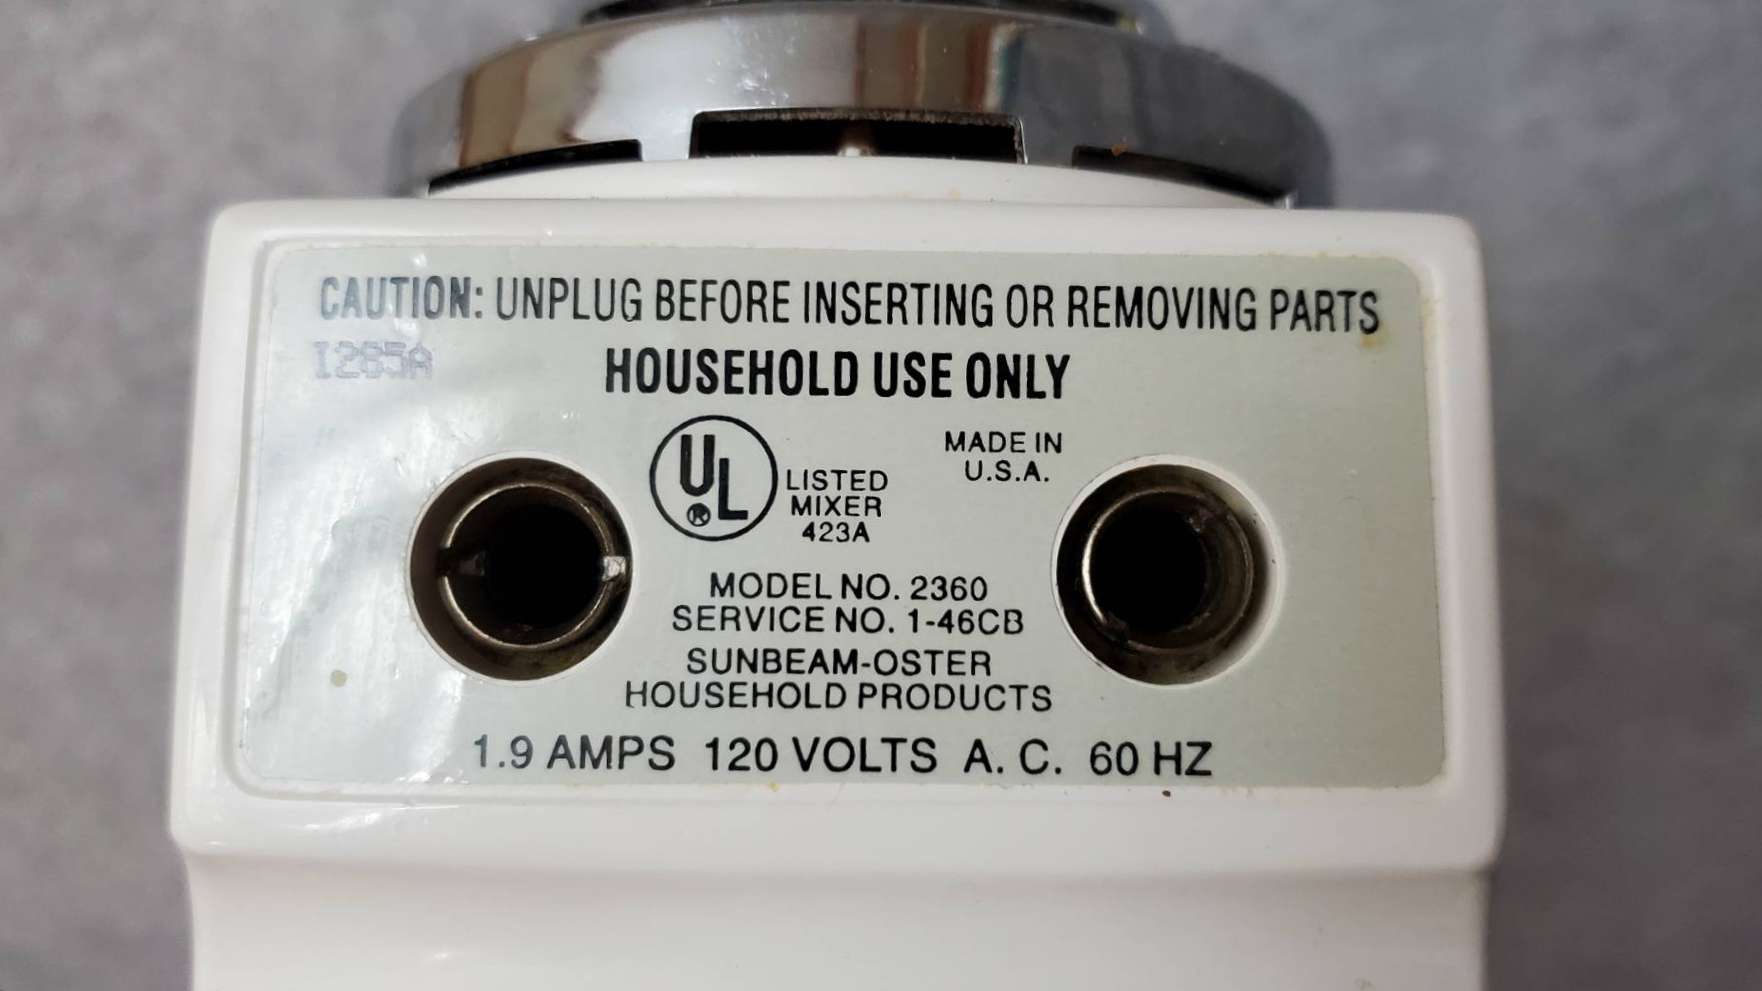 CAUTION: UNPLUG BEFORE INSERTING OR REMOVING PARTS
I265A
HOUSEHOLD USE ONLY
UL
®
LISTED
MIXER
423A
MADE IN
U.S.A.
MODEL NO. 2360
SERVICE NO. 1-46CB
SUNBEAM-OSTER
HOUSEHOLD PRODUCTS
1.9 AMPS 120 VOLTS A. C. 60 HZ